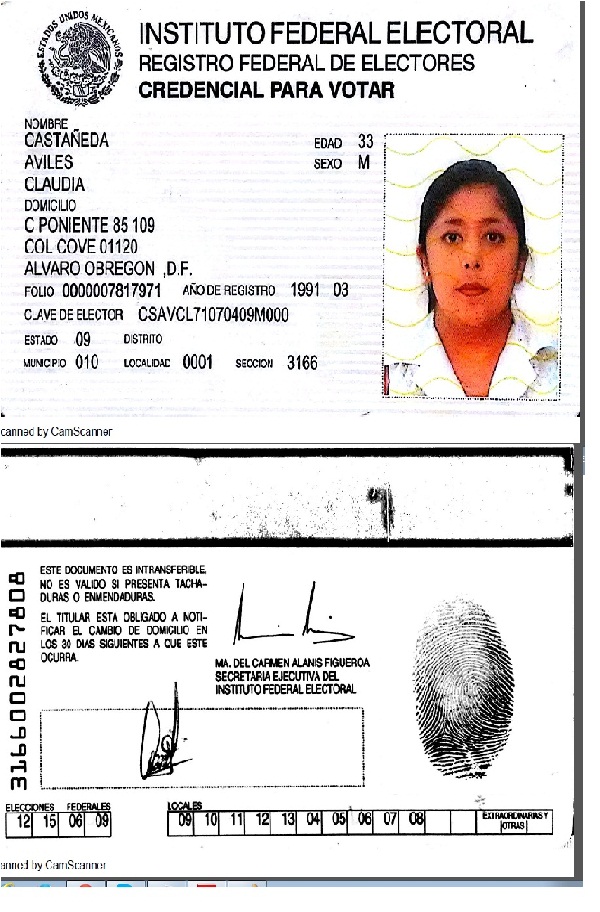 ESTADOS UNIDOS MEXICANOS
INSTITUTO FEDERAL ELECTORAL
REGISTRO FEDERAL DE ELECTORES
CREDENCIAL PARA VOTAR
NOMBRE
CASTAÑEDA
EDAD 33
AVILES
SEXO M
CLAUDIA
DOMICILIO
C PONIENTE 85 109
COL COVE 01120
ALVARO OBREGON ,D.F.
FOLIO 0000007817971 AÑO DE REGISTRO 1991 03
CLAVE DE ELECTOR CSAVCL71070409M000
ESTADO 09 DISTRITO
MUNICIPIO 010 LOCALIDAD 0001 SECCION 3166
canned by CamScanner
ESTE DOCUMENTO ES INTRANSFERIBLE,
NO ES VALIDO SI PRESENTA TACHA-
DURAS O ENMENDADURAS.
EL TITULAR ESTA OBLIGADO A NOTI-
FICAR EL CAMBIO DE DOMICILIO EN
LOS 30 DIAS SIGUIENTES A QUE ESTE
OCURRA.
MA. DEL CARMEN ALANIS FIGUEROA
SECRETARIA EJECUTIVA DEL
INSTITUTO FEDERAL ELECTORAL
ELECCIONES FEDERALES
12 15 06 09
LOCALES
09 10 11 12 13 04 05 06 07 08
EXTRAORDINARIAS Y
OTRAS
canned by CamScanner